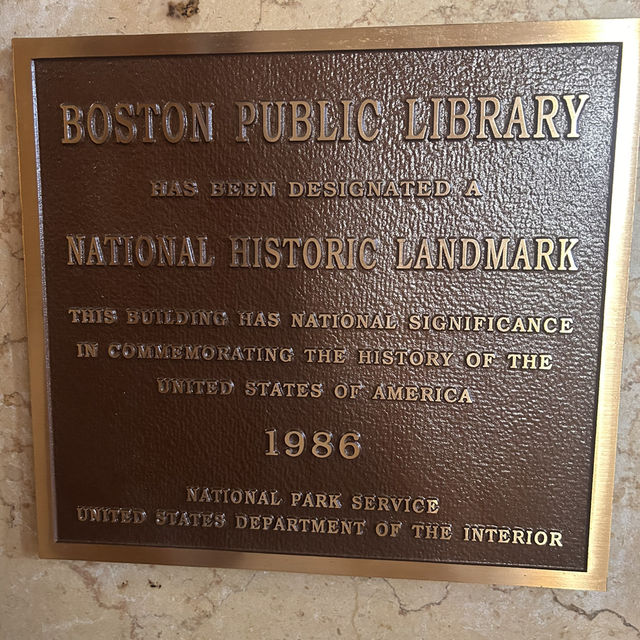 BOSTON PUBLIC LIBRARY
HAS BEEN DESIGNATED A
NATIONAL HISTORIC LANDMARK
THIS BUILDING HAS NATIONAL SIGNIFICANCE
IN COMMEMORATING THE HISTORY OF THE
UNITED STATES OF AMERICA
1986
NATIONAL PARK SERVICE
UNITED STATES DEPARTMENT OF THE INTERIOR